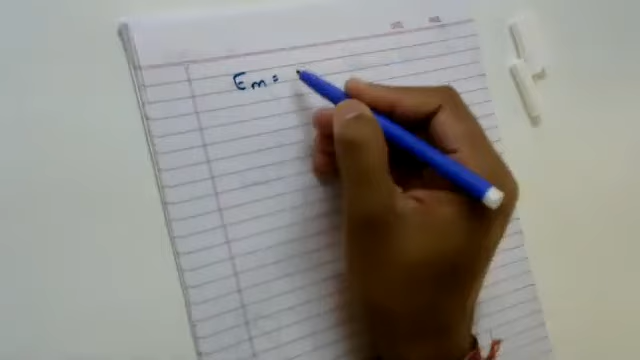 Em =